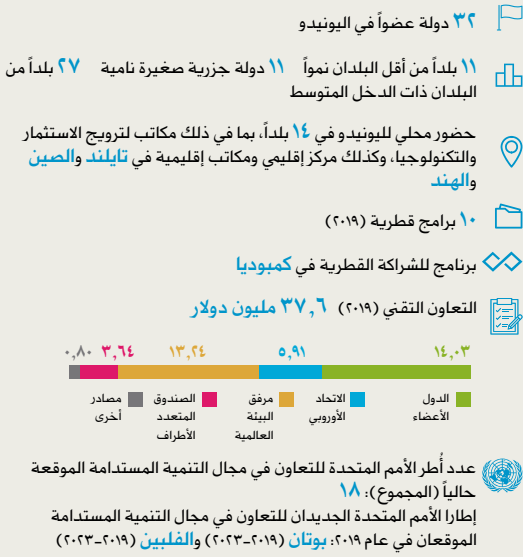 ٣٢ دولة عضواً في اليونيدو
١١ بلداً من أقل البلدان نمواً ١١ دولة جزرية صغيرة نامية ٢٧ بلداً من
البلدان ذات الدخل المتوسط
حضور محلي لليونيدو في ١٤ بلداً، بما في ذلك مكاتب لترويج الاستثمار
والتكنولوجيا، وكذلك مركز إقليمي ومكاتب إقليمية في تايلند والصين
والهند
١٠ برامج قطرية (٢٠١٩)
برنامج للشراكة القطرية في كمبوديا
التعاون التقني (٢٠١٩) ٣٧,٦ مليون دولار
١٤,٠٣ ٥,٩١ ١٣,٢٤ ٣,٦٤ ٠,٨٠
الدول الاتحاد مرفق الصندوق مصادر
الأعضاء الأوروبي البيئة المتعدد أخرى
العالمية الأطراف
عدد أُطر الأمم المتحدة للتعاون في مجال التنمية المستدامة الموقعة
حالياً (المجموع): ١٨
إطارا الأمم المتحدة الجديدان للتعاون في مجال التنمية المستدامة
الموقعان في عام ٢٠١٩: بوتان (٢٠١٩-٢٠٢٣) والفلبين (٢٠١٩-٢٠٢٣)